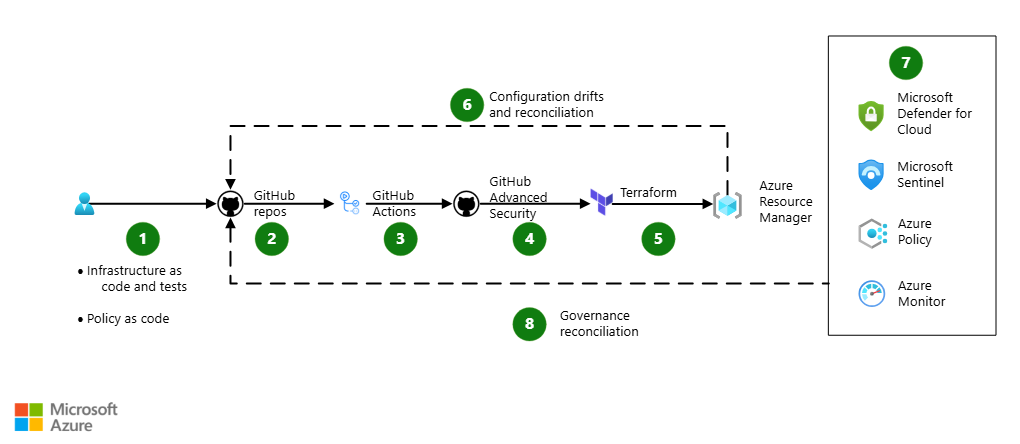 7
Microsoft
Defender for
Cloud
Microsoft
Sentinel
Azure
Policy
Azure
Monitor
6
Configuration drifts
and reconciliation
GitHub
repos
GitHub
Actions
GitHub
Advanced
Security
Terraform
Azure
Resource
Manager
1
2
3
4
5
• Infrastructure as
code and tests
• Policy as code
8
Governance
reconciliation
Microsoft
Azure